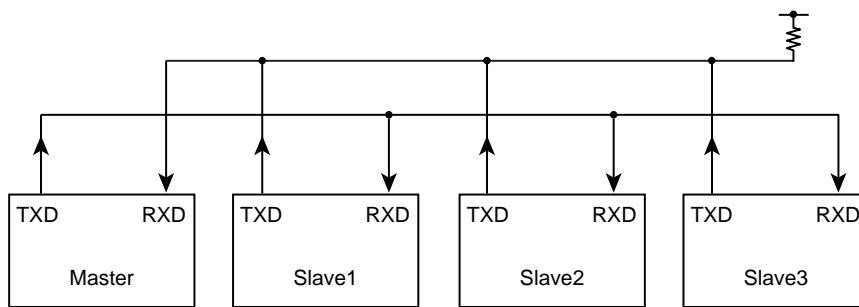 TXD RXD TXD RXD TXD RXD TXD RXD
Master Slave1 Slave2 Slave3